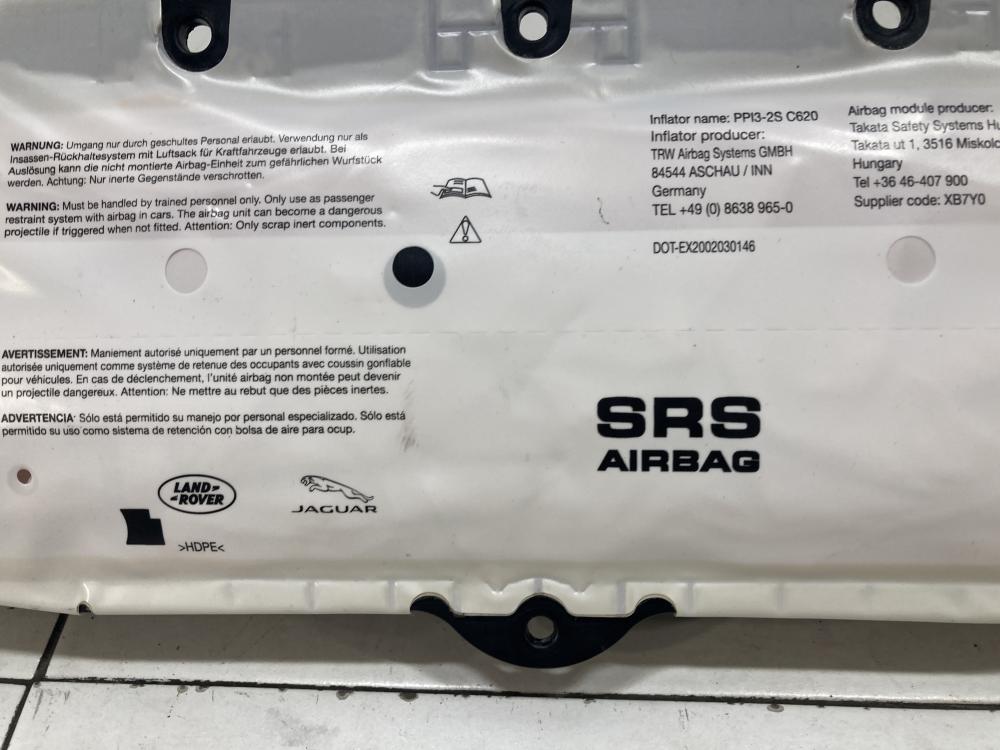 WARNUNG: Umgang nur durch geschultes Personal erlaubt. Verwendung nur als
Insassen-Rückhaltesystem mit Luftsack für Kraftfahrzeuge erlaubt. Bei
Auslösung kann die nicht montierte Airbag-Einheit zum gefährlichen Wurfstück
werden. Achtung: Nur inerte Gegenstände verschrotten.
WARNING: Must be handled by trained personnel only. Only use as passenger
restraint system with airbag in cars. The airbag unit can become a dangerous
projectile if triggered when not fitted. Attention: Only scrap inert components.
Inflator name: PPI3-2S C620
Inflator producer:
TRW Airbag Systems GMBH
84544 ASCHAU / INN
Germany
TEL +49 (0) 8638 965-0
DOT-EX2002030146
Airbag module producer:
Takata Safety Systems Hu
Takata ut 1, 3516 Miskolc
Hungary
Tel +36 46-407 900
Supplier code: XB7Y0
AVERTISSEMENT: Maniement autorisé uniquement par un personnel formé. Utilisation
autorisée uniquement comme système de retenue des occupants avec coussin gonflable
pour véhicules. En cas de déclenchement, l'unité airbag non montée peut devenir
un projectile dangereux. Attention: Ne mettre au rebut que des pièces inertes.
ADVERTENCIA: Sólo está permitido su manejo por personal especializado. Sólo está
permitido su uso como sistema de retención con bolsa de aire para ocup.
SRS
AIRBAG
LAND-
-ROVER
JAGUAR
>HDPE<